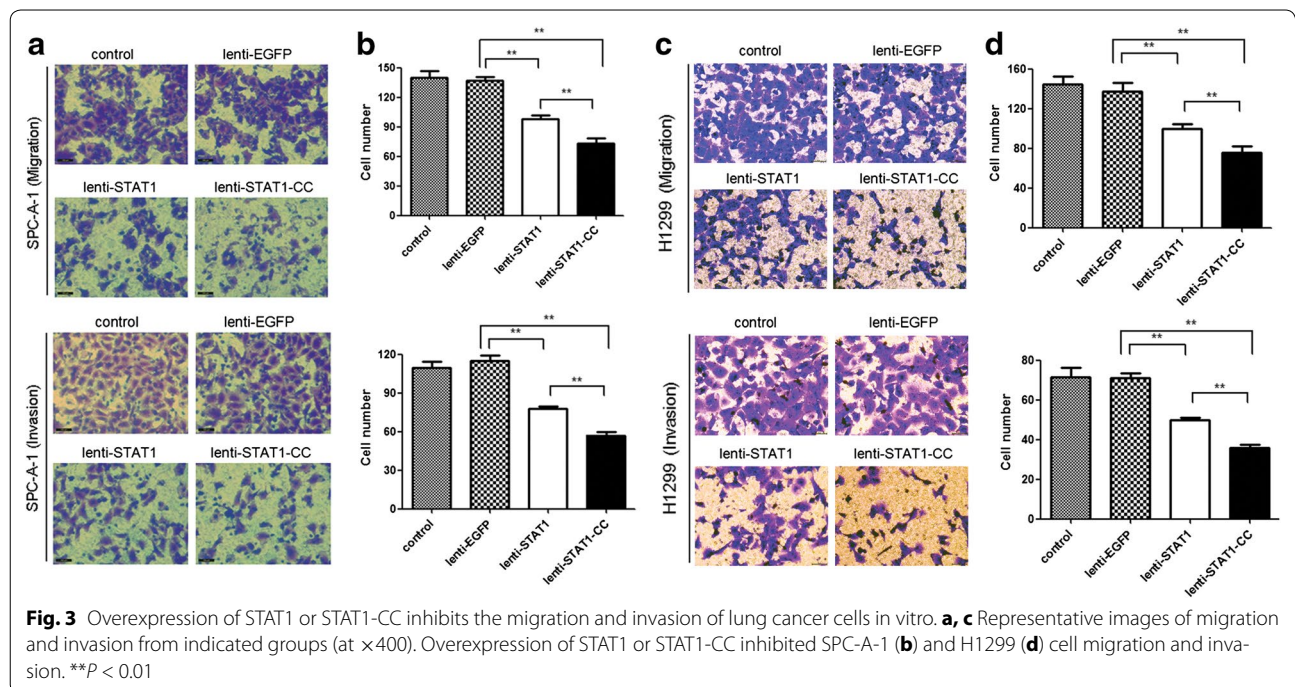 a
control
lenti-EGFP
SPC-A-1 (Migration)
lenti-STAT1
lenti-STAT1-CC
control
lenti-EGFP
SPC-A-1 (Invasion)
lenti-STAT1
lenti-STAT1-CC
b
**
**
**
150
120
90
60
30
0
Cell number
control
lenti-EGFP
lenti-STAT1
lenti-STAT1-CC
**
**
**
120
90
60
30
0
Cell number
control
lenti-EGFP
lenti-STAT1
lenti-STAT1-CC
c
control
lenti-EGFP
H1299 (Migration)
lenti-STAT1
lenti-STAT1-CC
control
lenti-EGFP
H1299 (Invasion)
lenti-STAT1
lenti-STAT1-CC
d
**
**
**
160
120
80
40
0
Cell number
control
lenti-EGFP
lenti-STAT1
lenti-STAT1-CC
**
**
**
80
60
40
20
0
Cell number
control
lenti-EGFP
lenti-STAT1
lenti-STAT1-CC
Fig. 3 Overexpression of STAT1 or STAT1-CC inhibits the migration and invasion of lung cancer cells in vitro. a, c Representative images of migration
and invasion from indicated groups (at ×400). Overexpression of STAT1 or STAT1-CC inhibited SPC-A-1 (b) and H1299 (d) cell migration and inva-
sion. **P < 0.01